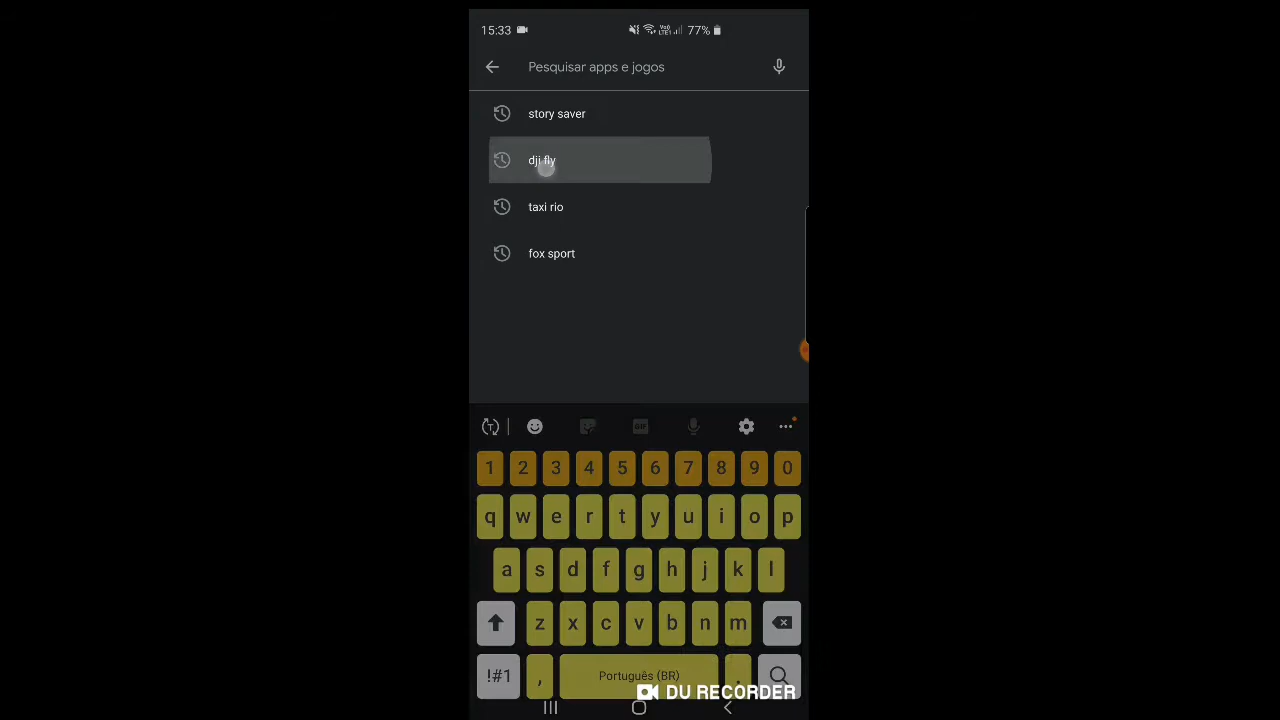 15:33 77%
Pesquisar apps e jogos
story saver
dji fly
taxi rio
fox sport
GIF
1 2 3 4 5 6 7 8 9 0
q w e r t y u i o p
a s d f g h j k l
z x c v b n m
!#1 , Português (BR) .
DU RECORDER